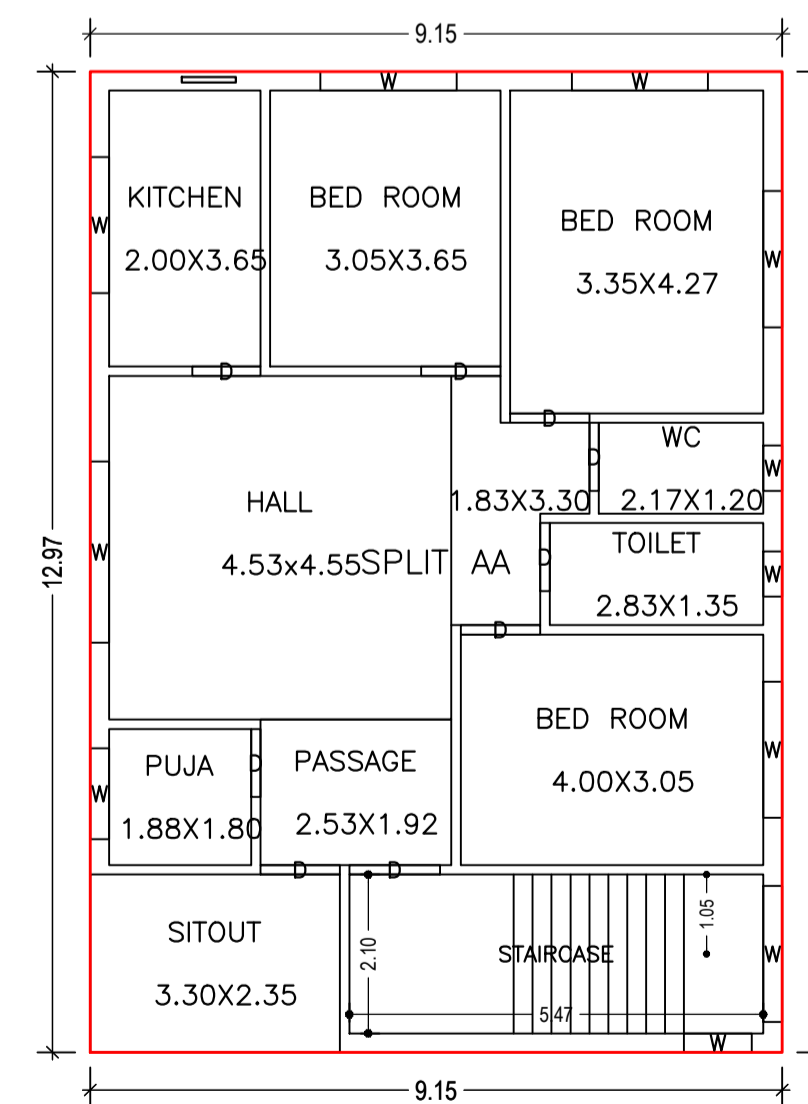 9.15
W
W
KITCHEN
2.00X3.65
W
BED ROOM
3.05X3.65
BED ROOM
3.35X4.27
W
12.97
D
D
D
HALL
4.53x4.55
W
SPLIT AA
1.83X3.30
D
WC
2.17X1.20
W
D
TOILET
2.83X1.35
W
D
BED ROOM
4.00X3.05
W
PUJA
1.88X1.80
W
D
PASSAGE
2.53X1.92
D
D
SITOUT
3.30X2.35
2.10
STAIRCASE
5.47
1.05
W
W
9.15